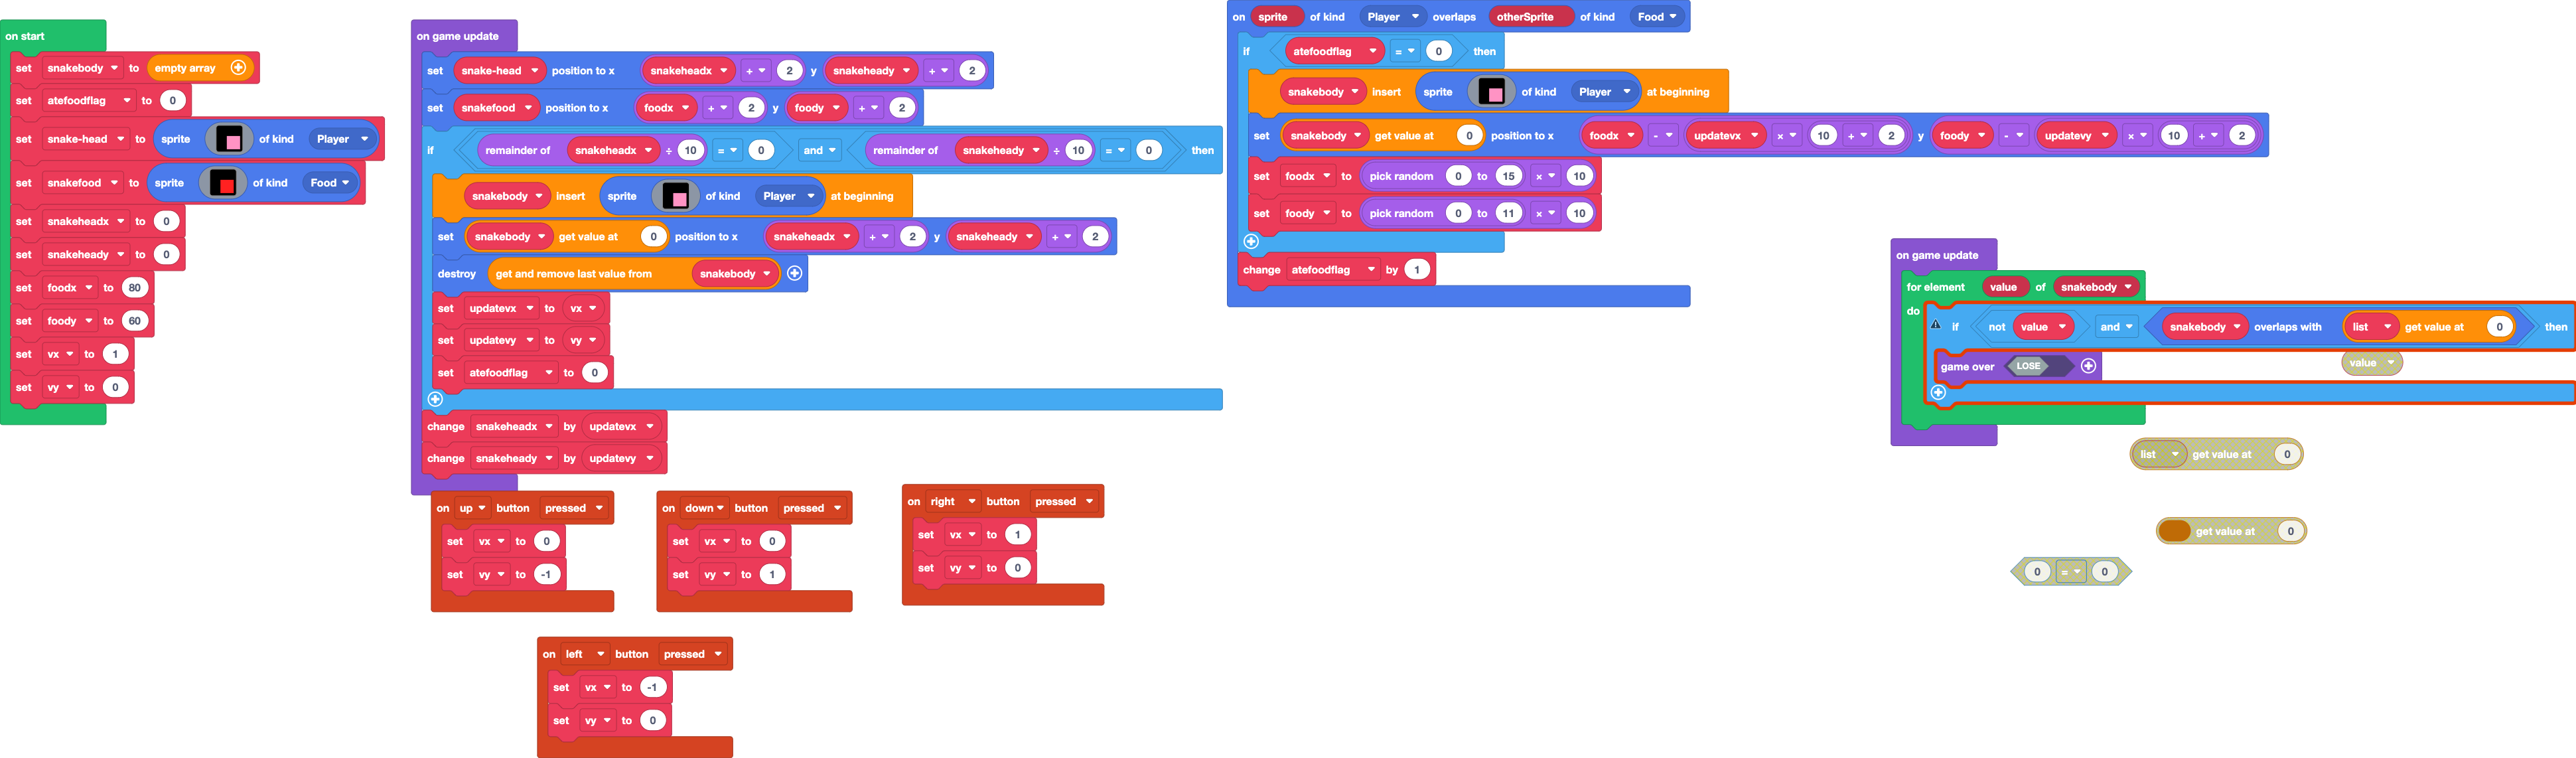 on start
set snakebody to empty array
set atefoodflag to 0
set snake-head to sprite of kind Player
set snakefood to sprite of kind Food
set snakeheadx to 0
set snakeheady to 0
set foodx to 80
set foody to 60
set vx to 1
set vy to 0
on game update
set snake-head position to x snakeheadx + 2 y snakeheady + 2
set snakefood position to x foodx + 2 y foody + 2
if remainder of snakeheadx ÷ 10 = 0 and remainder of snakeheady ÷ 10 = 0 then
snakebody insert sprite of kind Player at beginning
set snakebody get value at 0 position to x snakeheadx + 2 y snakeheady + 2
destroy get and remove last value from snakebody
set updatevx to vx
set updatevy to vy
set atefoodflag to 0
change snakeheadx by updatevx
change snakeheady by updatevy
on up button pressed
set vx to 0
set vy to -1
on down button pressed
set vx to 0
set vy to 1
on right button pressed
set vx to 1
set vy to 0
on left button pressed
set vx to -1
set vy to 0
on sprite of kind Player overlaps otherSprite of kind Food
if atefoodflag = 0 then
snakebody insert sprite of kind Player at beginning
set snakebody get value at 0 position to x foodx - updatevx × 10 + 2 y foody - updatevy × 10 + 2
set foodx to pick random 0 to 15 × 10
set foody to pick random 0 to 11 × 10
change atefoodflag by 1
on game update
for element value of snakebody
do
if not value and snakebody overlaps with list get value at 0 then
game over LOSE
value
list get value at 0
get value at 0
0 = 0